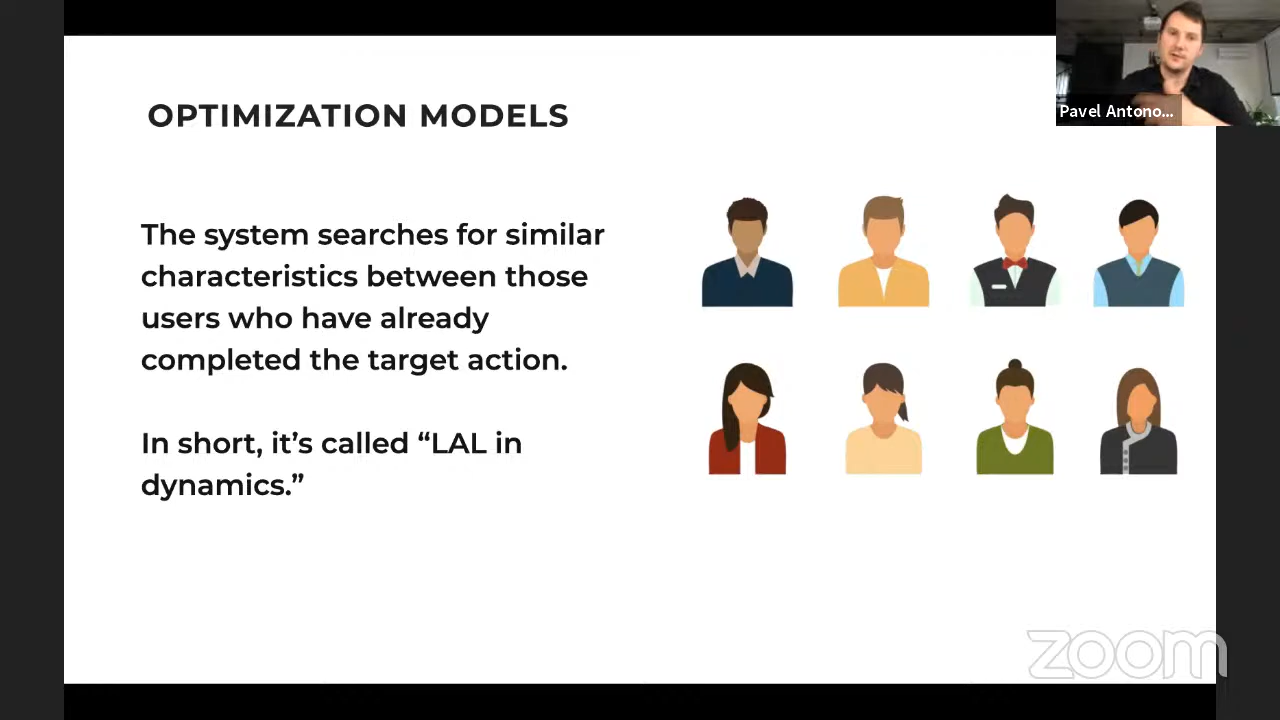 OPTIMIZATION MODELS
The system searches for similar
characteristics between those
users who have already
completed the target action.
In short, it’s called “LAL in
dynamics.”
Pavel Antono...
zoom